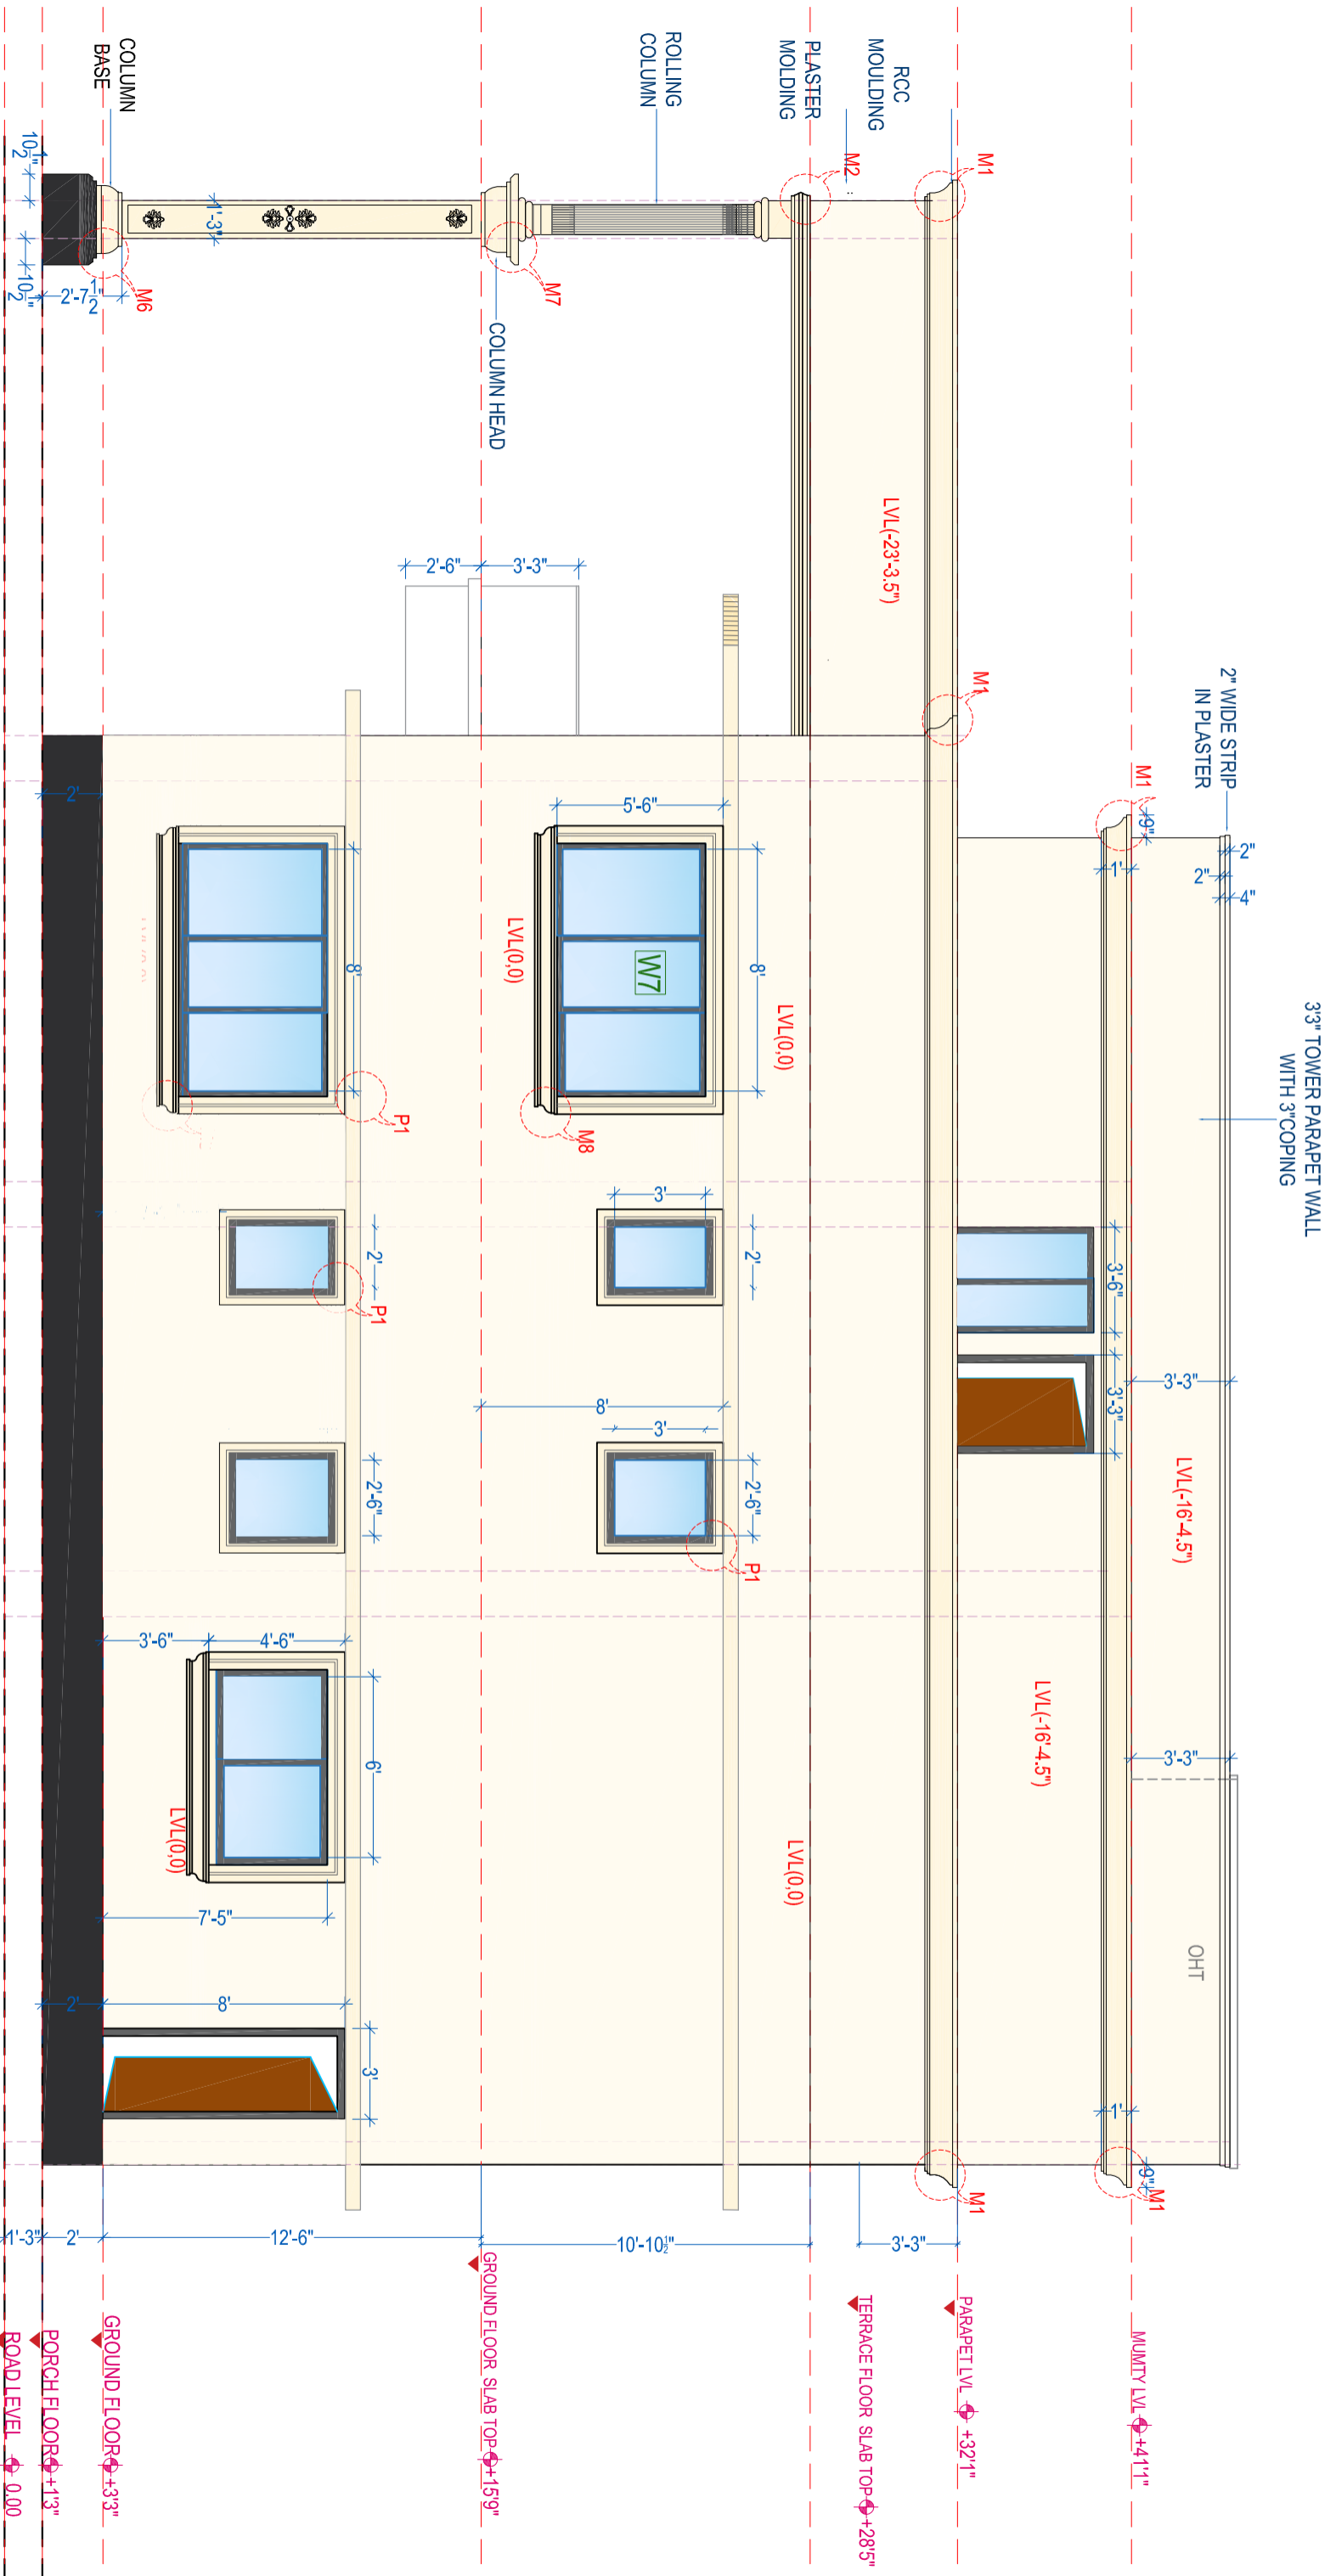 3'3" TOWER PARAPET WALL
WITH 3"COPING
2" WIDE STRIP
IN PLASTER
2"
2"
4"
9"
1'
M1
3'-3"
LVL(-16'-4.5")
3'-3"
OHT
1'
9"
M1
MUMTY LVL +41'1"
3'-6"
3'-3"
LVL(-16'-4.5")
RCC
MOULDING
M1
M1
M1
PARAPET LVL +32'1"
LVL(-23'-3.5")
3'-3"
TERRACE FLOOR SLAB TOP +28'5"
PLASTER
MOLDING
M2
LVL(0,0)
LVL(0,0)
8'
2'
2'-6"
P1
ROLLING
COLUMN
5'-6"
W7
3'
3'
8'
10'-10½"
M8
LVL(0,0)
M7
COLUMN HEAD
3'-3"
2'-6"
GROUND FLOOR SLAB TOP +15'9"
8'
P1
2'
P1
2'-6"
6'
3'
1'-3"
4'-6"
3'-6"
7'-5"
8'
12'-6"
LVL(0,0)
COLUMN
BASE
M6
2'-7½"
10½"
10½"
2'
2'
2'
GROUND FLOOR +3'3"
1'-3"
PORCH FLOOR +1'3"
ROAD LEVEL 0.00